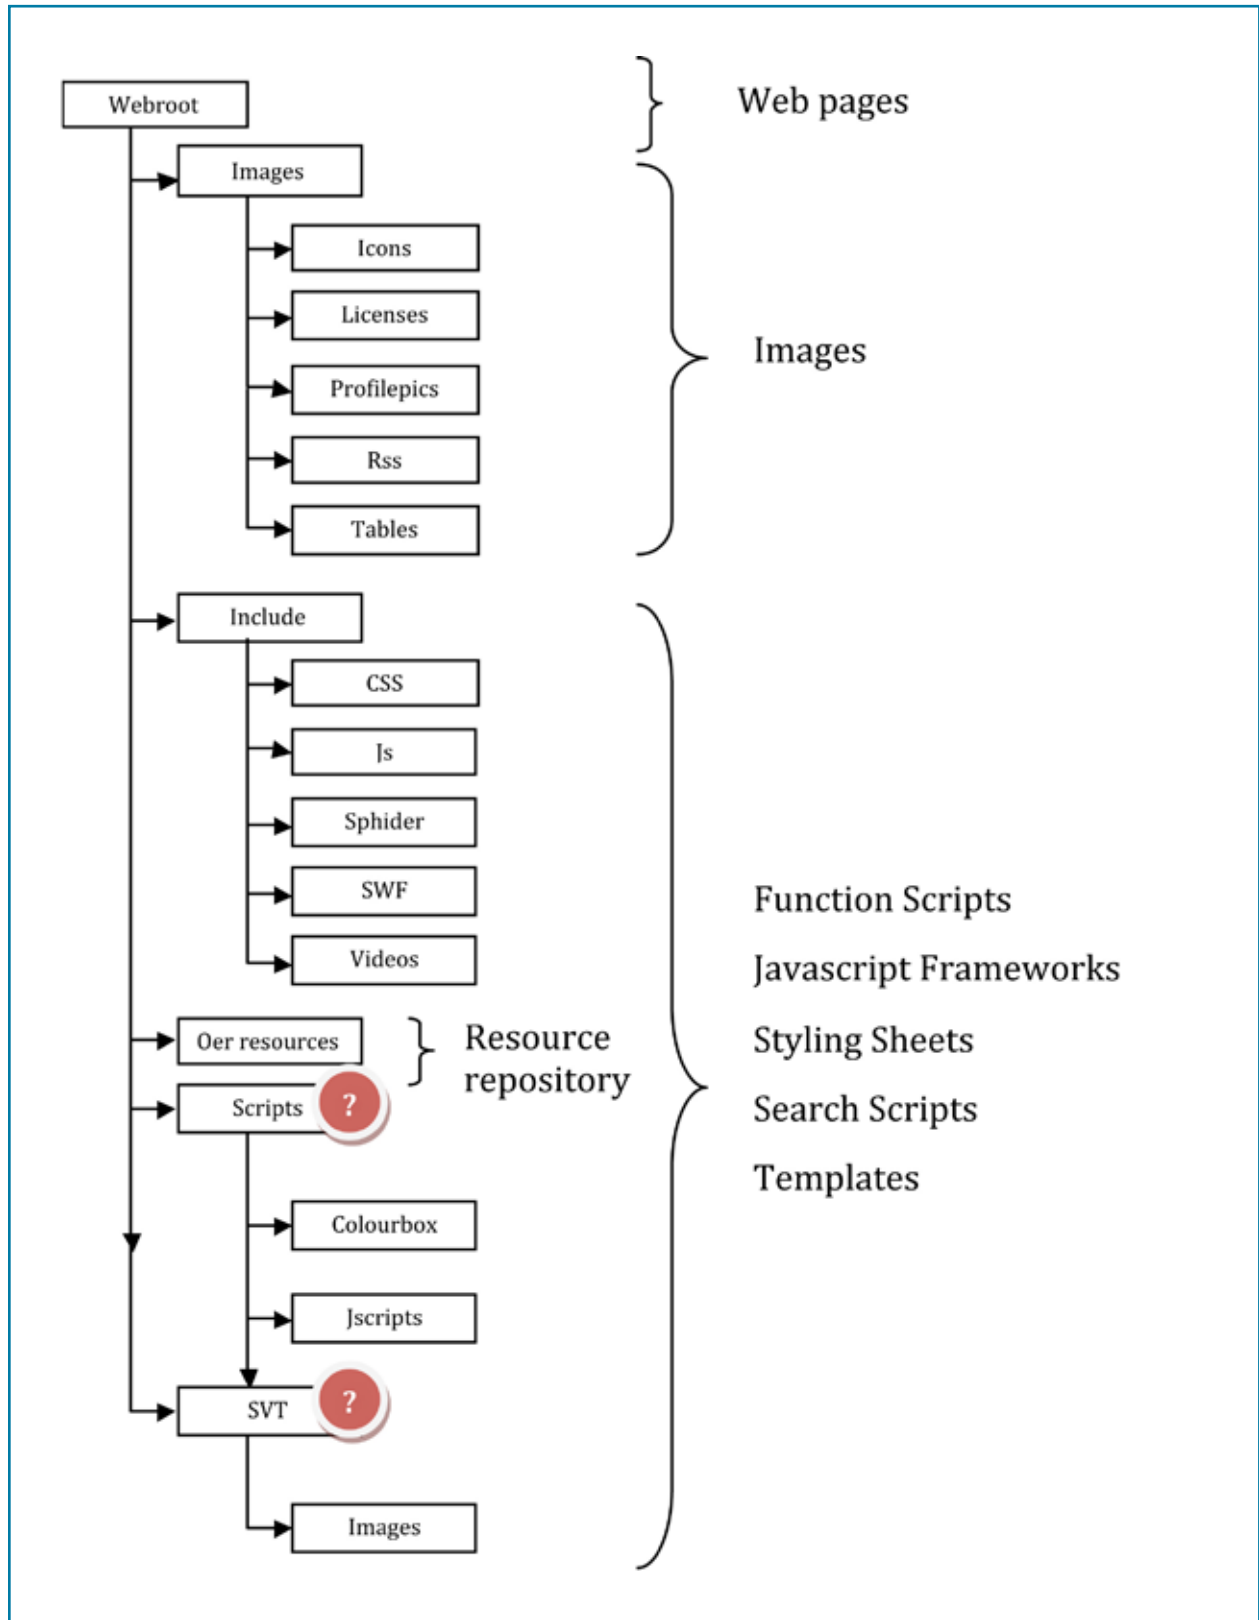 Webroot
Web pages
Images
Icons
Licenses
Profilepics
Rss
Tables
Images
Include
CSS
Js
Sphider
SWF
Videos
Oer resources
Resource
repository
Scripts
?
Colourbox
Jscripts
SVT
?
Images
Function Scripts
Javascript Frameworks
Styling Sheets
Search Scripts
Templates